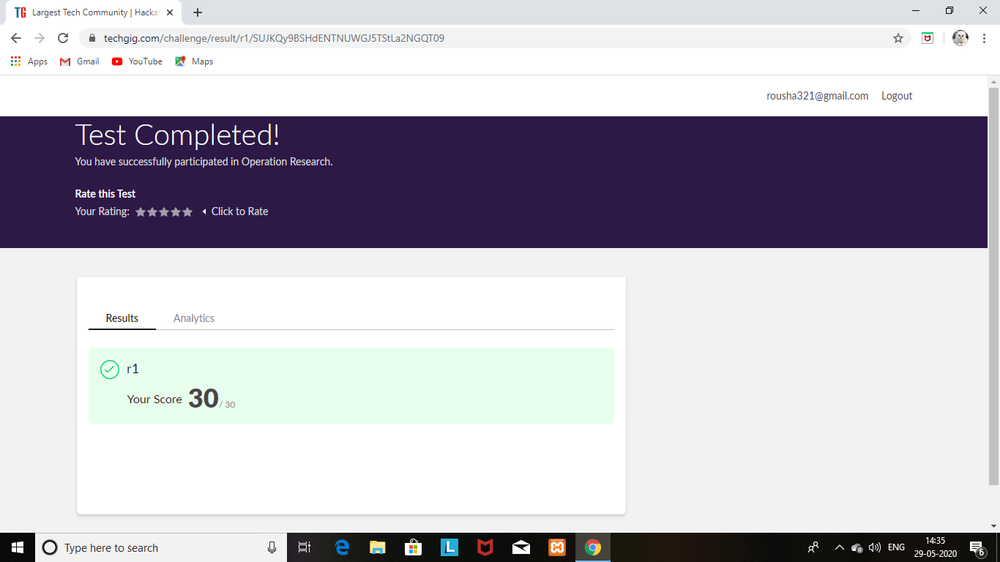 TG Largest Tech Community | Hacka
techgig.com/challenge/result/r1/SUJKQy9BSHdENTNUWGJ5TStLa2NGQT09
Apps Gmail YouTube Maps
rousha321@gmail.com Logout
Test Completed!
You have successfully participated in Operation Research.
Rate this Test
Your Rating: Click to Rate
Results Analytics
r1
Your Score 30 / 30
Type here to search
L
ENG
14:35
29-05-2020
6